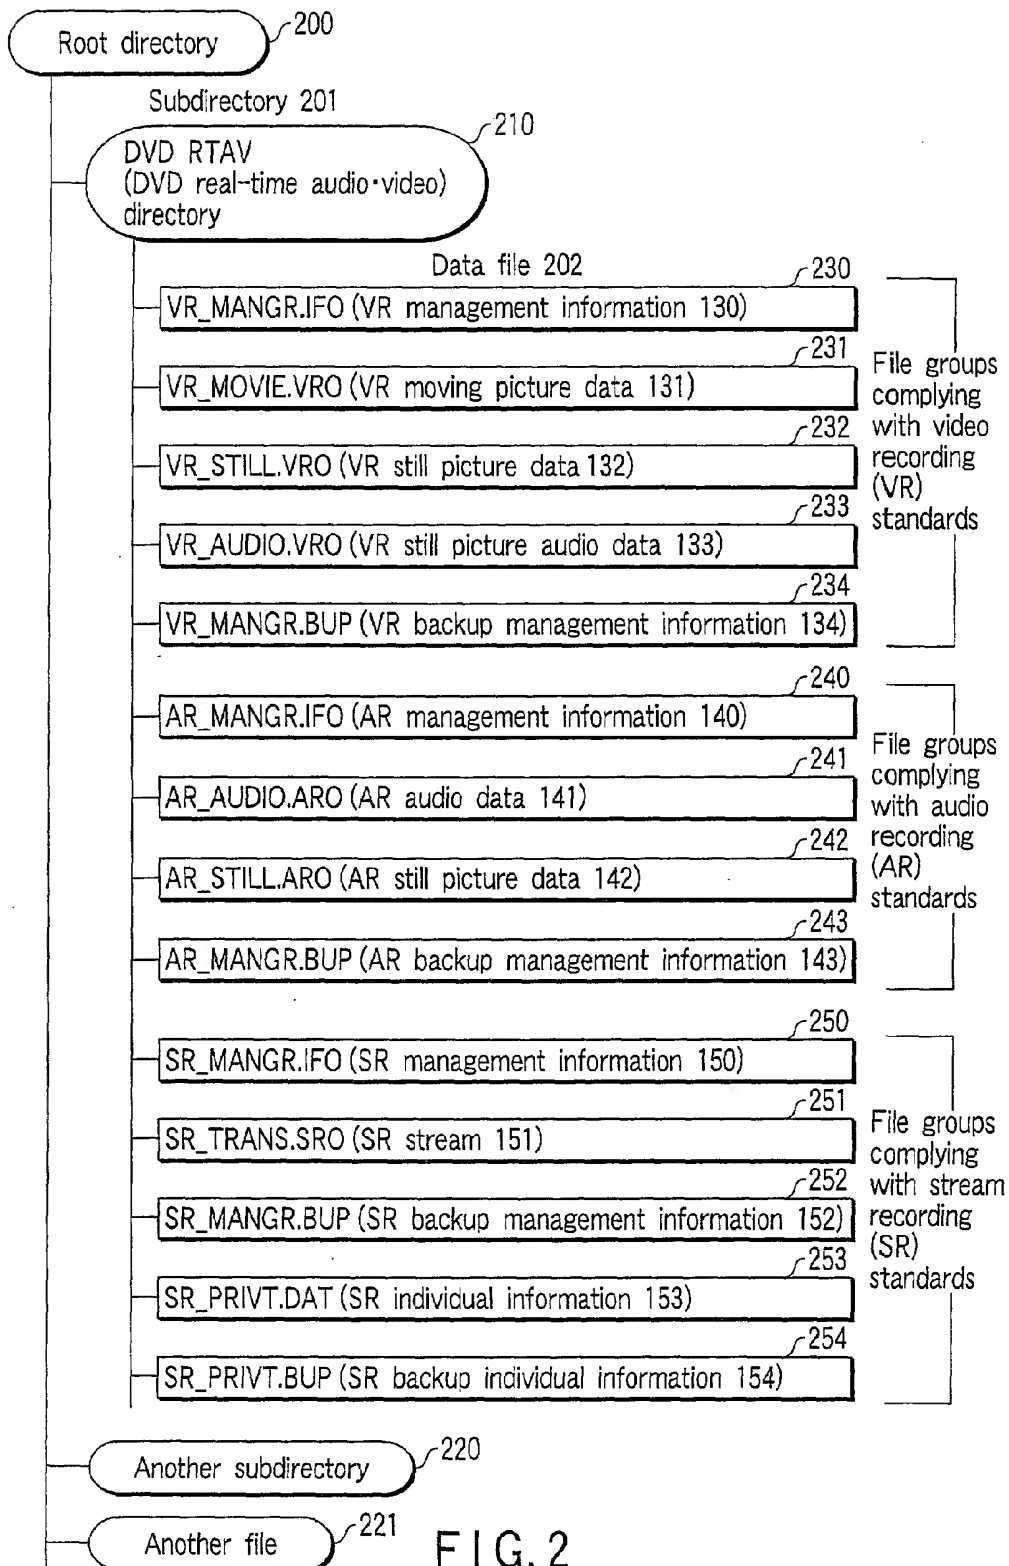 Root directory
200
Subdirectory 201
210
DVD RTAV
(DVD real-time audio·video)
directory
Data file 202
230
VR_MANGR.IFO (VR management information 130)
231
VR_MOVIE.VRO (VR moving picture data 131)
232
VR_STILL.VRO (VR still picture data 132)
233
VR_AUDIO.VRO (VR still picture audio data 133)
234
VR_MANGR.BUP (VR backup management information 134)
File groups
complying
with video
recording
(VR)
standards
240
AR_MANGR.IFO (AR management information 140)
241
AR_AUDIO.ARO (AR audio data 141)
242
AR_STILL.ARO (AR still picture data 142)
243
AR_MANGR.BUP (AR backup management information 143)
File groups
complying
with audio
recording
(AR)
standards
250
SR_MANGR.IFO (SR management information 150)
251
SR_TRANS.SRO (SR stream 151)
252
SR_MANGR.BUP (SR backup management information 152)
253
SR_PRIVT.DAT (SR individual information 153)
254
SR_PRIVT.BUP (SR backup individual information 154)
File groups
complying
with stream
recording
(SR)
standards
Another subdirectory
220
Another file
221
FIG. 2